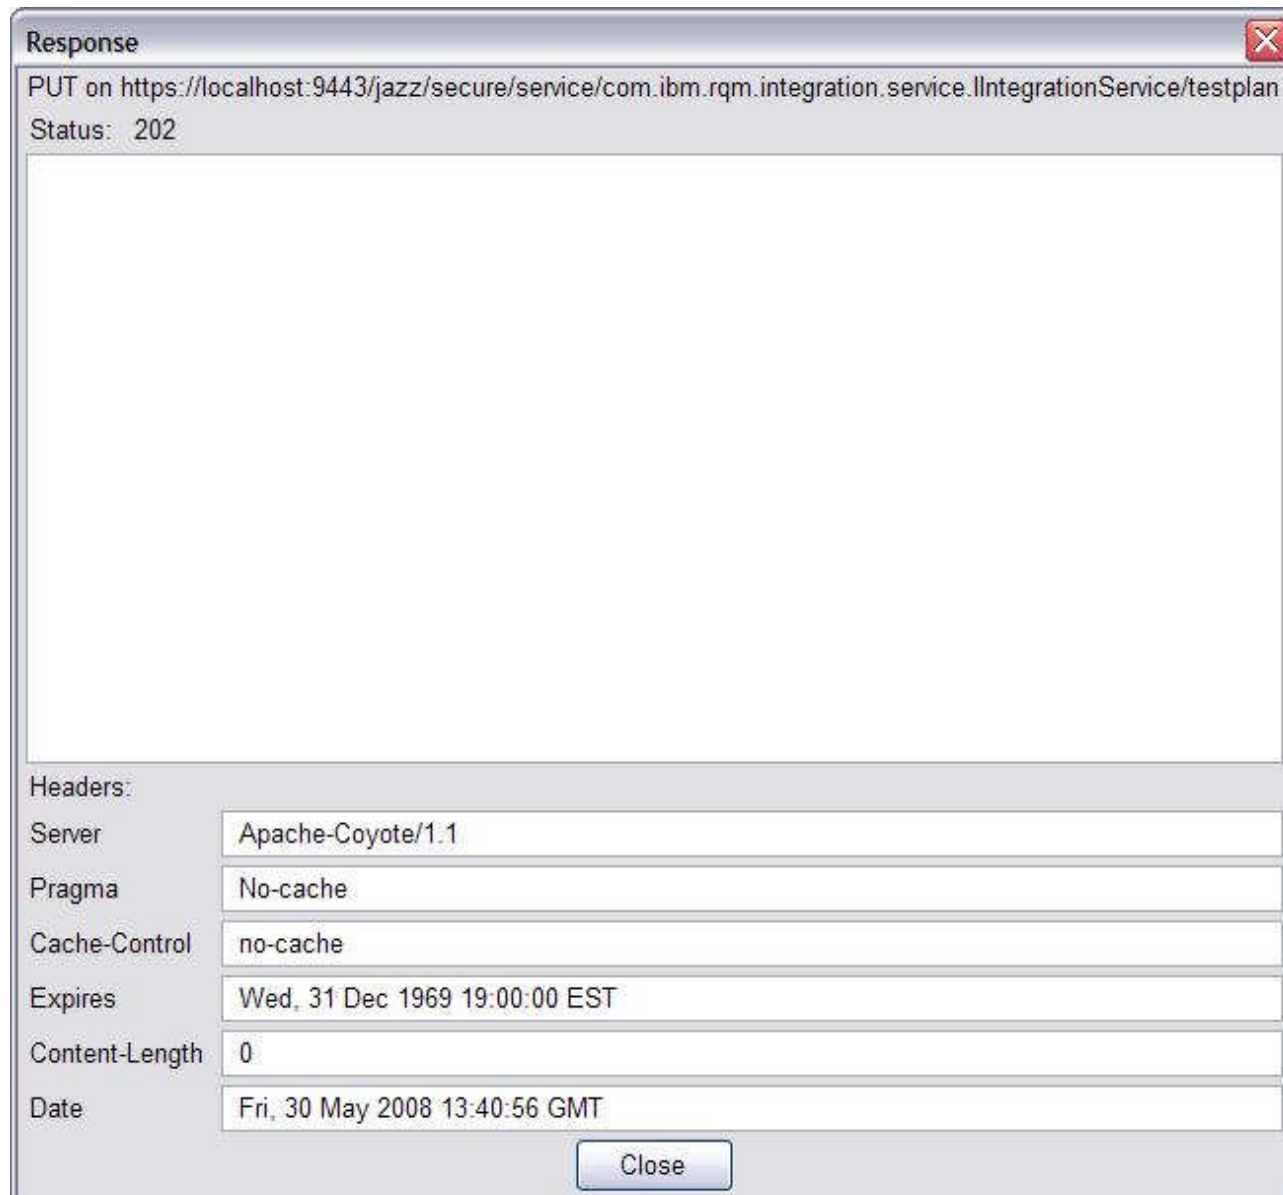 Response
PUT on https://localhost:9443/jazz/secure/service/com.ibm.rqm.integration.service.IIntegrationService/testplan
Status: 202
Headers:
Server Apache-Coyote/1.1
Pragma No-cache
Cache-Control no-cache
Expires Wed, 31 Dec 1969 19:00:00 EST
Content-Length 0
Date Fri, 30 May 2008 13:40:56 GMT
Close